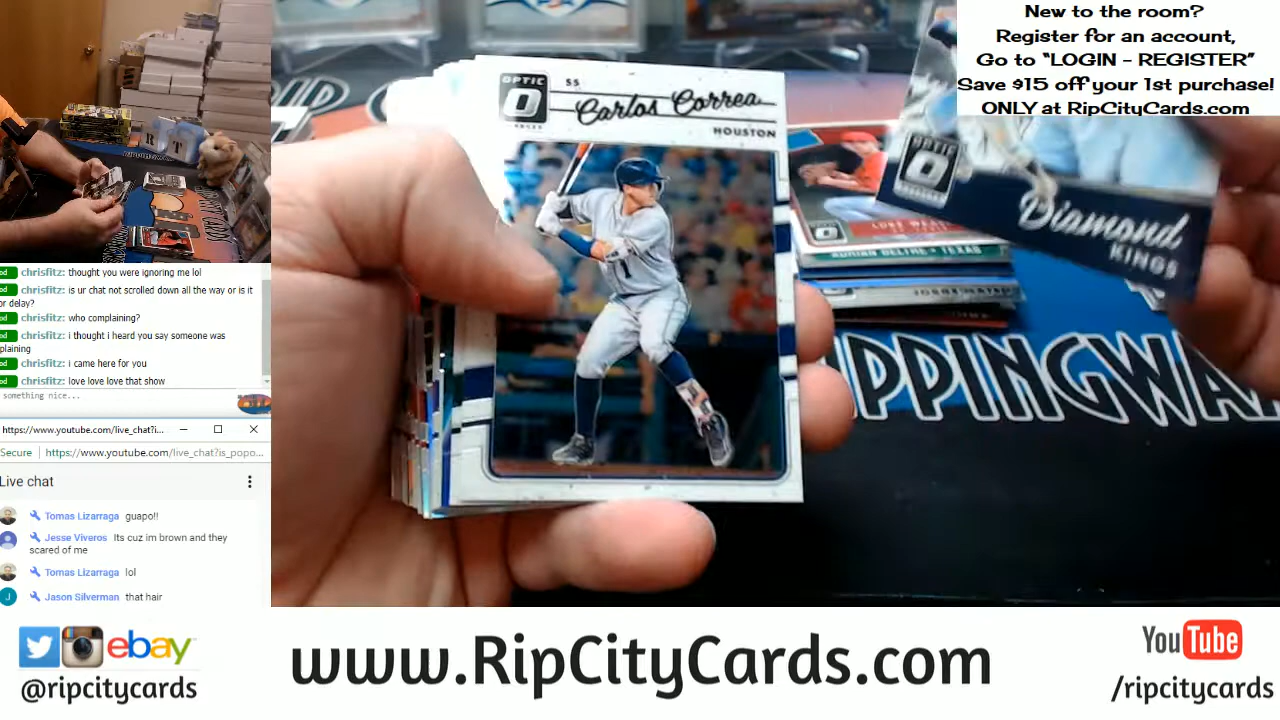 New to the room?
Register for an account,
Go to “LOGIN - REGISTER”
Save $15 off your 1st purchase!
ONLY at RipCityCards.com
OPTIC
SS
Carlos Correa
HOUSTON
OPTIC
Diamond
KINGS
ADRIAN BELTRE • TEXAS
RIPPINGWA
R
T
chrisfitz: thought you were ignoring me lol
chrisfitz: is ur chat not scrolled down all the way or is it
or delay?
chrisfitz: who complaining?
chrisfitz: i thought i heard you say someone was
plaining
chrisfitz: i came here for you
chrisfitz: love love love that show
something nice...
https://www.youtube.com/live_chat?i...
Secure https://www.youtube.com/live_chat?is_popo...
Live chat
Tomas Lizarraga guapo!!
Jesse Viveros Its cuz im brown and they
scared of me
Tomas Lizarraga lol
J Jason Silverman that hair
ebay
@ripcitycards
www.RipCityCards.com
YouTube
/ripcitycards